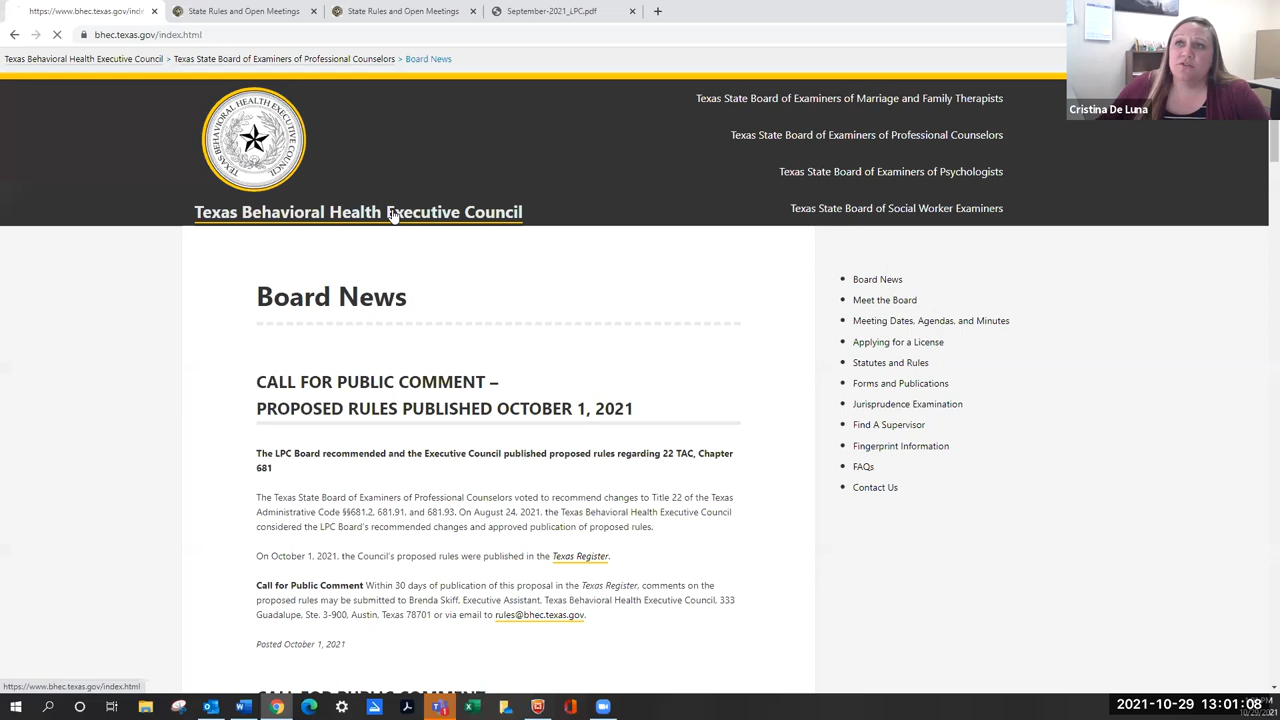 https://www.bhec.texas.gov/ind
State Rules and Open Meetings
State Rules and Open Meetings
September-2021_LPC.pdf
bhec.texas.gov/index.html
Texas Behavioral Health Executive Council > Texas State Board of Examiners of Professional Counselors > Board News
Cristina De Luna
TEXAS BEHAVIORAL HEALTH EXECUTIVE COUNCIL
Texas Behavioral Health Executive Council
Texas State Board of Examiners of Marriage and Family Therapists
Texas State Board of Examiners of Professional Counselors
Texas State Board of Examiners of Psychologists
Texas State Board of Social Worker Examiners
Board News
CALL FOR PUBLIC COMMENT –
PROPOSED RULES PUBLISHED OCTOBER 1, 2021
The LPC Board recommended and the Executive Council published proposed rules regarding 22 TAC, Chapter
681
The Texas State Board of Examiners of Professional Counselors voted to recommend changes to Title 22 of the Texas
Administrative Code §§681.2, 681.91, and 681.93. On August 24, 2021, the Texas Behavioral Health Executive Council
considered the LPC Board's recommended changes and approved publication of proposed rules.
On October 1, 2021, the Council's proposed rules were published in the Texas Register.
Call for Public Comment Within 30 days of publication of this proposal in the Texas Register, comments on the
proposed rules may be submitted to Brenda Skiff, Executive Assistant, Texas Behavioral Health Executive Council, 333
Guadalupe, Ste. 3-900, Austin, Texas 78701 or via email to rules@bhec.texas.gov.
Posted October 1, 2021
CALL FOR PUBLIC COMMENT
Board News
Meet the Board
Meeting Dates, Agendas, and Minutes
Applying for a License
Statutes and Rules
Forms and Publications
Jurisprudence Examination
Find A Supervisor
Fingerprint Information
FAQs
Contact Us
https://www.bhec.texas.gov/index.html
2021-10-29 13:01:08